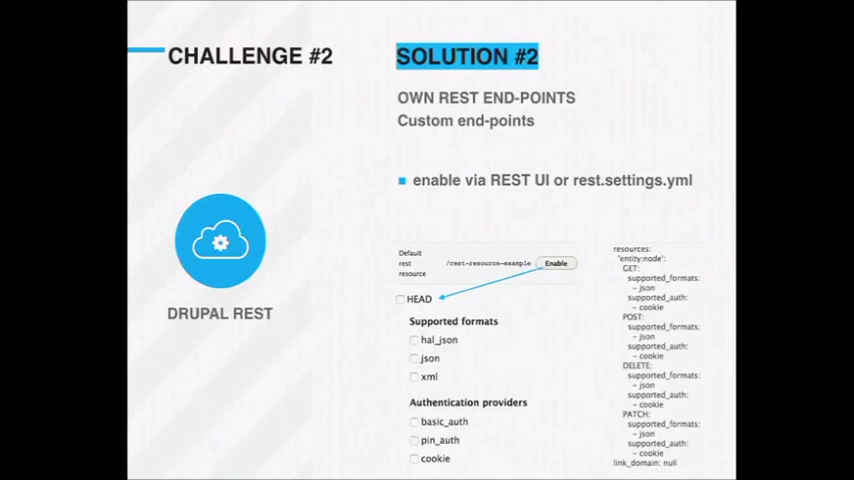 CHALLENGE #2
SOLUTION #2
OWN REST END-POINTS
Custom end-points
enable via REST UI or rest.settings.yml
DRUPAL REST
Default
rest
resource
/rest-resource-example
Enable
HEAD
Supported formats
hal_json
json
xml
Authentication providers
basic_auth
pin_auth
cookie
resources:
'entity:node':
GET:
supported_formats:
- json
supported_auth:
- cookie
POST:
supported_formats:
- json
supported_auth:
- cookie
DELETE:
supported_formats:
- json
supported_auth:
- cookie
PATCH:
supported_formats:
- json
supported_auth:
- cookie
link_domain: null